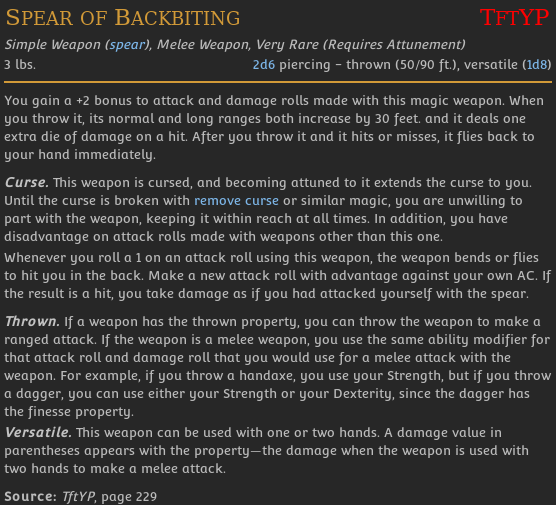 Spear of Backbiting TftYP
Simple Weapon (spear), Melee Weapon, Very Rare (Requires Attunement)
3 lbs. 2d6 piercing - thrown (50/90 ft.), versatile (1d8)
You gain a +2 bonus to attack and damage rolls made with this magic weapon. When
you throw it, its normal and long ranges both increase by 30 feet. and it deals one
extra die of damage on a hit. After you throw it and it hits or misses, it flies back to
your hand immediately.
Curse. This weapon is cursed, and becoming attuned to it extends the curse to you.
Until the curse is broken with remove curse or similar magic, you are unwilling to
part with the weapon, keeping it within reach at all times. In addition, you have
disadvantage on attack rolls made with weapons other than this one.
Whenever you roll a 1 on an attack roll using this weapon, the weapon bends or flies
to hit you in the back. Make a new attack roll with advantage against your own AC. If
the result is a hit, you take damage as if you had attacked yourself with the spear.
Thrown. If a weapon has the thrown property, you can throw the weapon to make a
ranged attack. If the weapon is a melee weapon, you use the same ability modifier for
that attack roll and damage roll that you would use for a melee attack with the
weapon. For example, if you throw a handaxe, you use your Strength, but if you throw
a dagger, you can use either your Strength or your Dexterity, since the dagger has
the finesse property.
Versatile. This weapon can be used with one or two hands. A damage value in
parentheses appears with the property—the damage when the weapon is used with
two hands to make a melee attack.
Source: TftYP, page 229